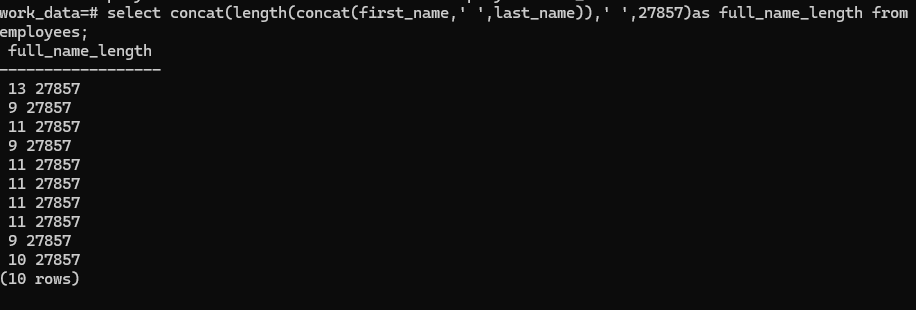 work_data=# select concat(length(concat(first_name,' ',last_name)),' ',27857)as full_name_length from
employees;
full_name_length
------------------
13 27857
9 27857
11 27857
9 27857
11 27857
11 27857
11 27857
11 27857
9 27857
10 27857
(10 rows)